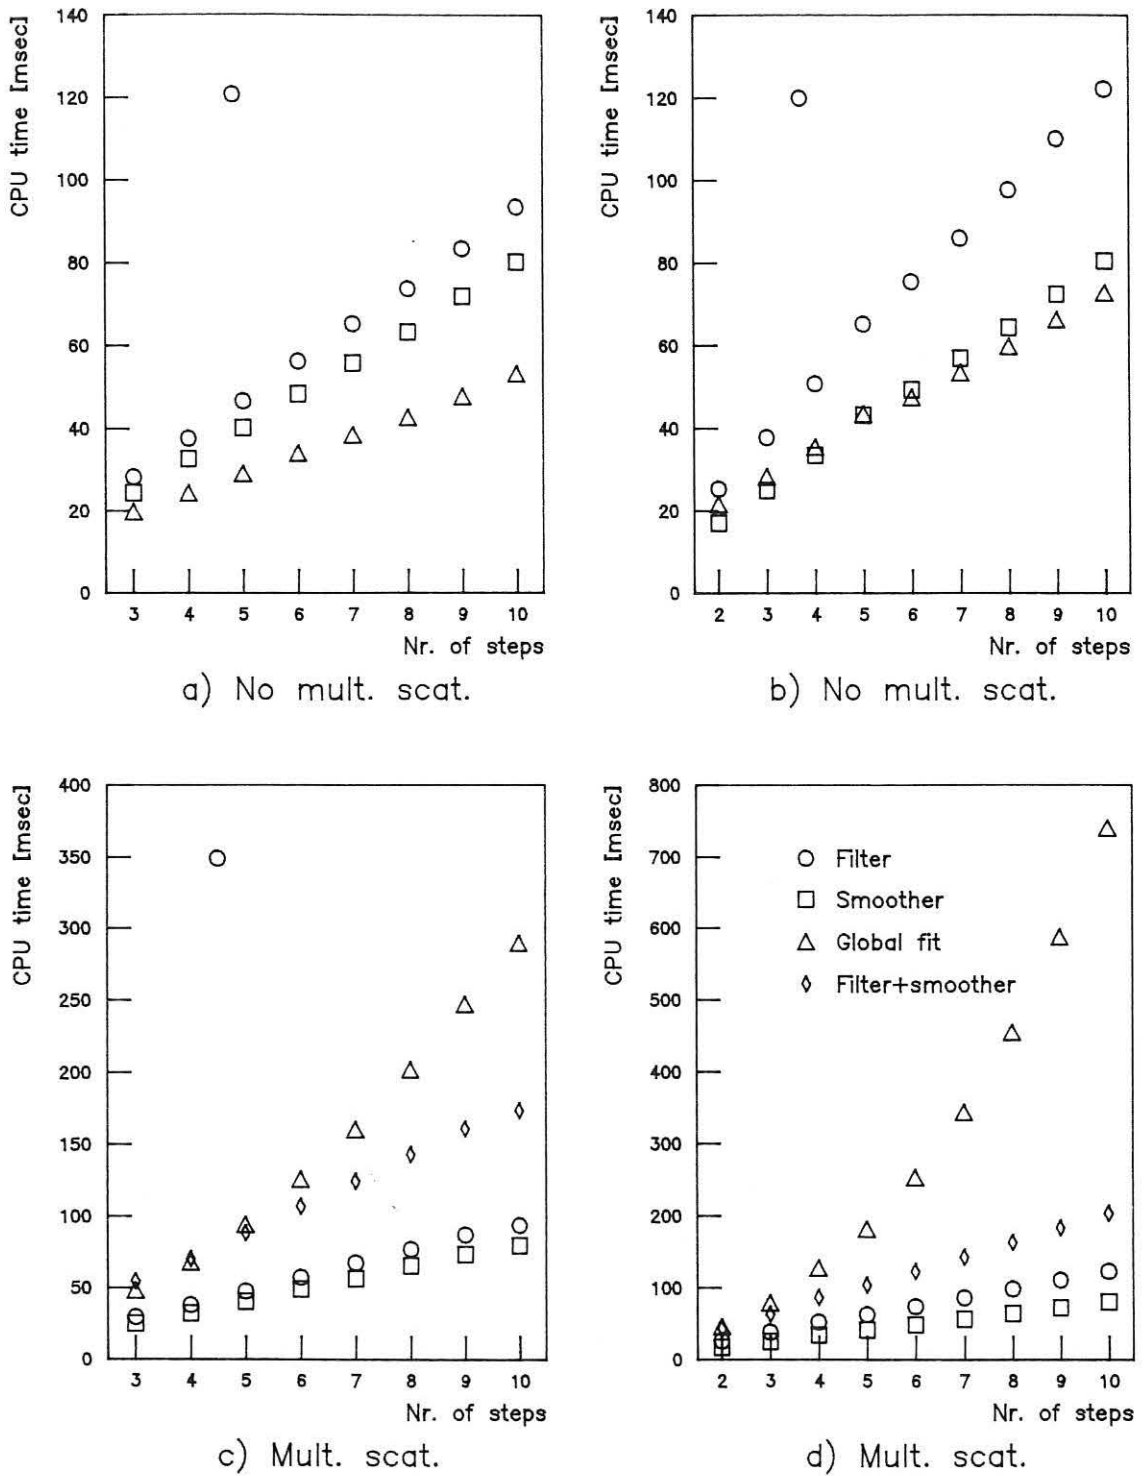 CPU time [msec]
140
120
100
80
60
40
20
0
3 4 5 6 7 8 9 10
Nr. of steps
a) No mult. scat.
CPU time [msec]
140
120
100
80
60
40
20
0
2 3 4 5 6 7 8 9 10
Nr. of steps
b) No mult. scat.
CPU time [msec]
400
350
300
250
200
150
100
50
0
3 4 5 6 7 8 9 10
Nr. of steps
c) Mult. scat.
CPU time [msec]
800
700
600
500
400
300
200
100
0
Filter
Smoother
Global fit
Filter+smoother
2 3 4 5 6 7 8 9 10
Nr. of steps
d) Mult. scat.